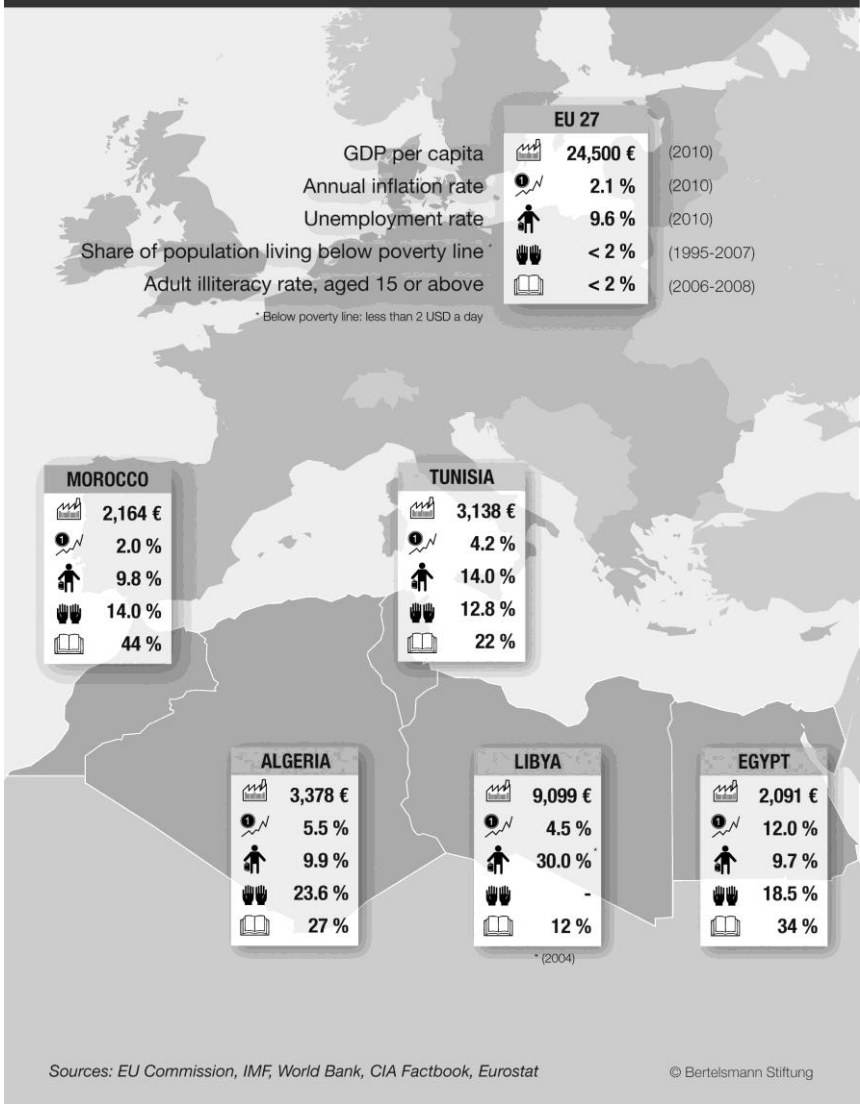 EU 27
GDP per capita 24,500 € (2010)
Annual inflation rate 2.1 % (2010)
Unemployment rate 9.6 % (2010)
Share of population living below poverty line * < 2 % (1995-2007)
Adult illiteracy rate, aged 15 or above < 2 % (2006-2008)
* Below poverty line: less than 2 USD a day
MOROCCO
2,164 €
1 2.0 %
9.8 %
14.0 %
44 %
TUNISIA
3,138 €
1 4.2 %
14.0 %
12.8 %
22 %
ALGERIA
3,378 €
1 5.5 %
9.9 %
23.6 %
27 %
LIBYA
9,099 €
1 4.5 %
30.0 % *
-
12 %
* (2004)
EGYPT
2,091 €
1 12.0 %
9.7 %
18.5 %
34 %
Sources: EU Commission, IMF, World Bank, CIA Factbook, Eurostat
© Bertelsmann Stiftung